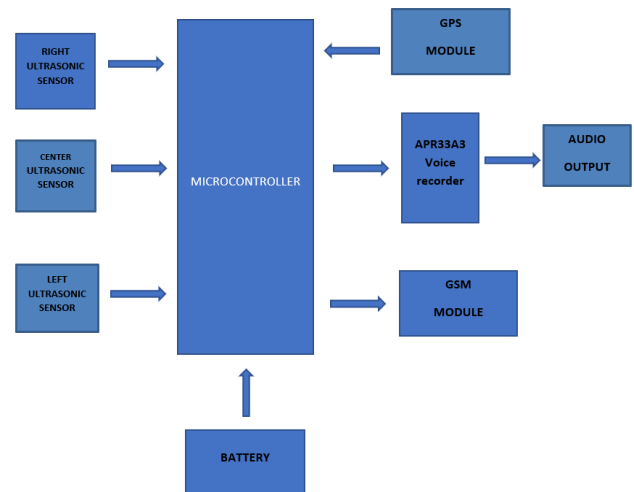 GPS
MODULE
RIGHT
ULTRASONIC
SENSOR
CENTER
ULTRASONIC
SENSOR
MICROCONTROLLER
APR33A3
Voice
recorder
AUDIO
OUTPUT
LEFT
ULTRASONIC
SENSOR
GSM
MODULE
BATTERY